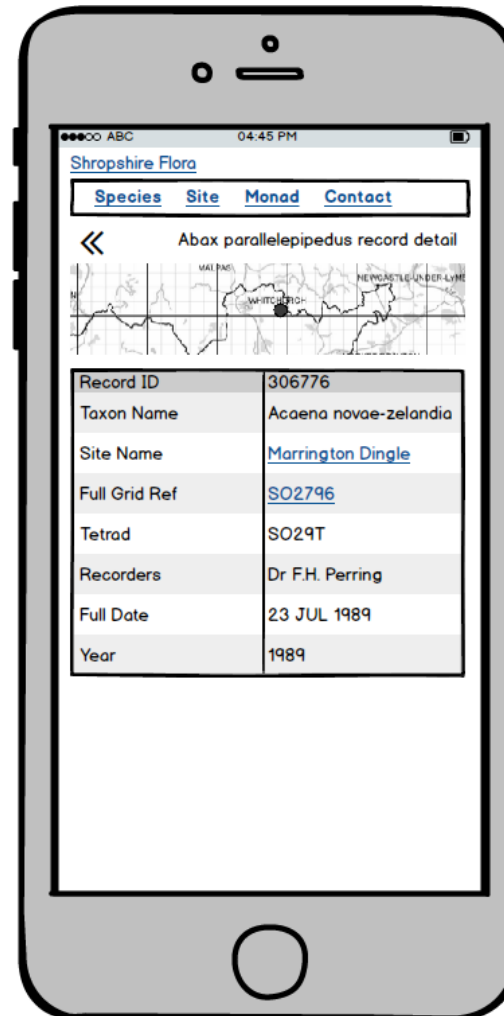 ABC 04:45 PM
Shropshire Flora
Species Site Monad Contact
Abax parallelepipedus record detail
MALPAS
NEWCASTLE-UNDER-LYME
WHITCHURCH
Record ID 306776
Taxon Name Acaena novae-zelandia
Site Name Marrington Dingle
Full Grid Ref SO2796
Tetrad SO29T
Recorders Dr F.H. Perring
Full Date 23 JUL 1989
Year 1989